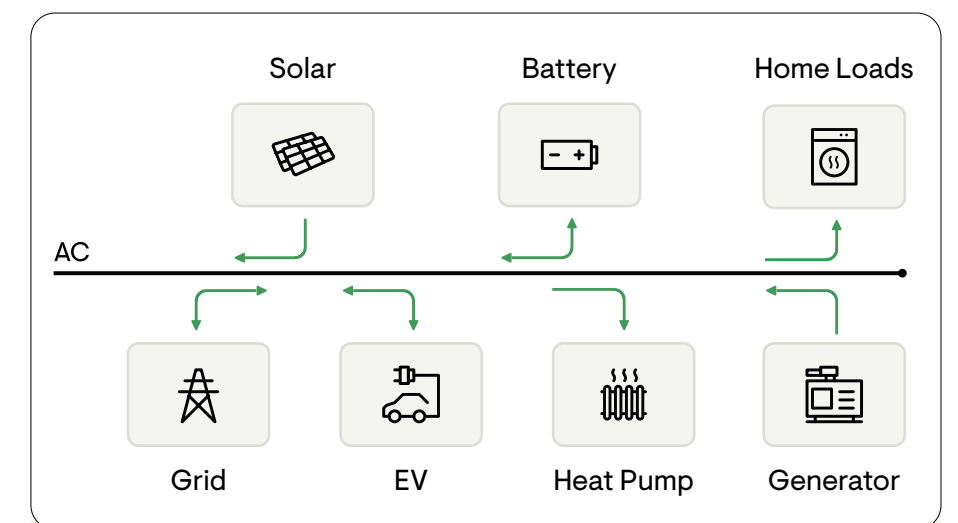 Solar
Battery
Home Loads
AC
Grid
EV
Heat Pump
Generator